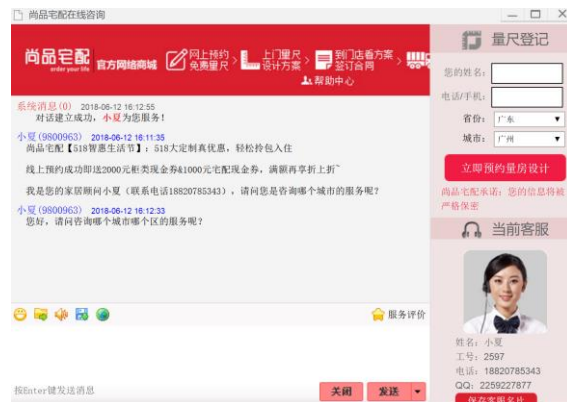 尚品宅配在线咨询
尚品宅配
order your life
官方网络商城
网上预约
免费量尺
上门量尺
设计方案
到门店看方案
签订合同
帮助中心
系统消息(0) 2018-06-12 16:12:55
对话建立成功，小夏为您服务！
小夏(9800963) 2018-06-12 16:11:35
尚品宅配【518智惠生活节】：518大定制真优惠，轻松拎包入住
线上预约成功即送2000元柜类现金券&1000元宅配现金券，满额再享折上折~
我是您的家居顾问小夏（联系电话18820785343），请问您是咨询哪个城市的服务呢？
小夏(9800963) 2018-06-12 16:12:33
您好，请问咨询哪个城市哪个区的服务呢？
服务评价
按Enter键发送消息
关闭
发送
量尺登记
您的姓名：
电话/手机：
省份：
广东
城市：
广州
立即预约量房设计
尚品宅配承诺：您的信息将被
严格保密
当前客服
姓名：小夏
工号：2597
电话：18820785343
QQ：2259227877
保存客服名片